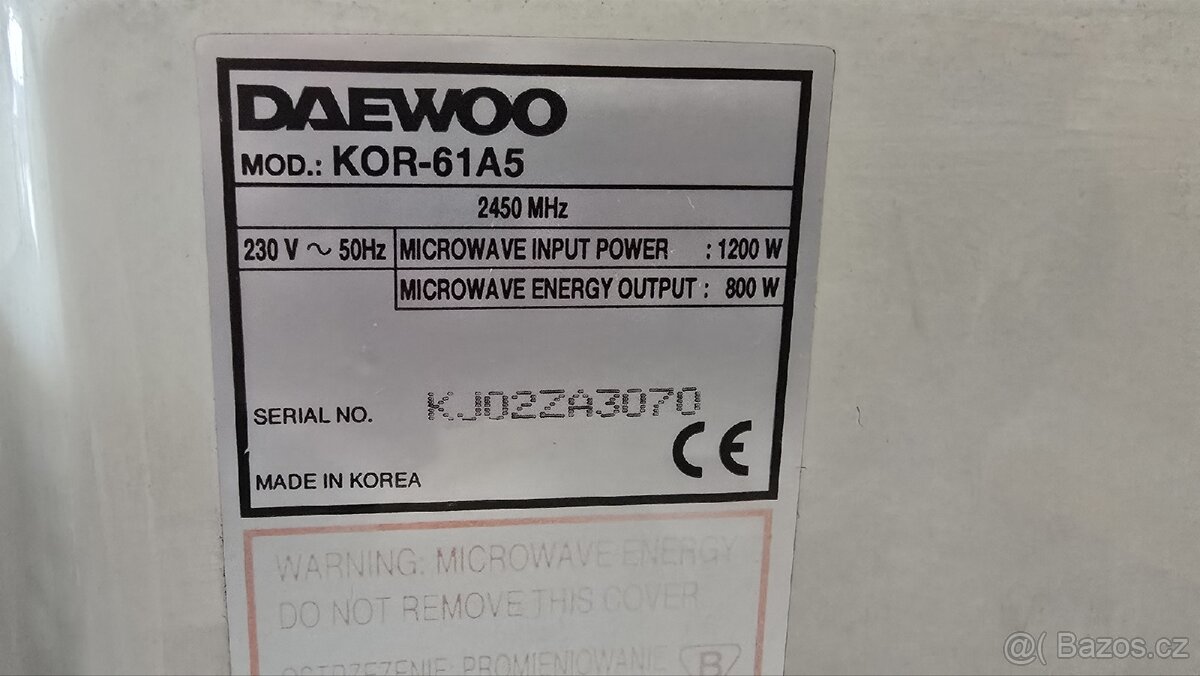 DAEWOO
MOD.: KOR-61A5
2450 MHz
230 V ~ 50Hz
MICROWAVE INPUT POWER : 1200 W
MICROWAVE ENERGY OUTPUT : 800 W
SERIAL NO. KJ02ZA3070
CE
MADE IN KOREA
WARNING: MICROWAVE ENERGY
DO NOT REMOVE THIS COVER
OSTRZEŻENIE: PROMIENIOWANIE
B
@( Bazos.cz